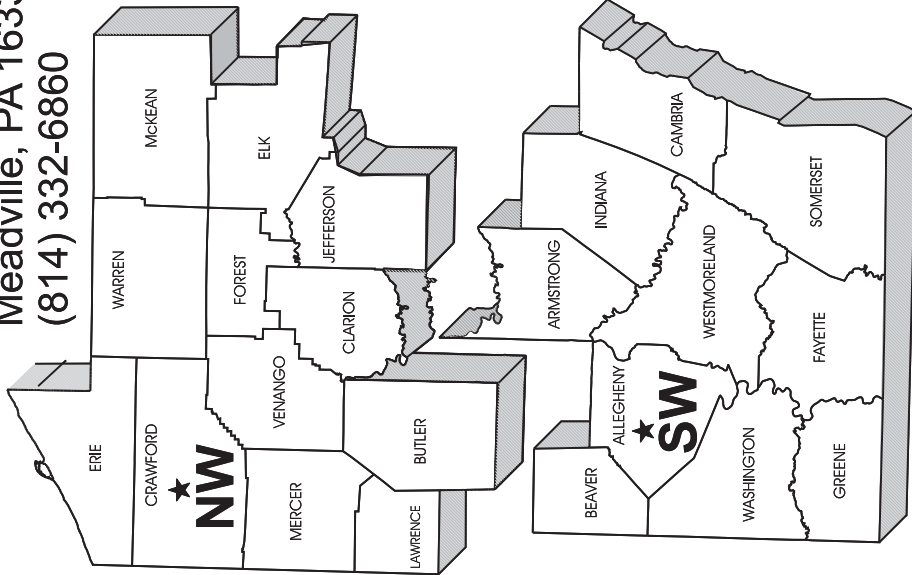 Meadville, PA 1633
(814) 332-6860
McKEAN
WARREN
ELK
FOREST
JEFFERSON
CLARION
VENANGO
ERIE
CRAWFORD
NW
MERCER
BUTLER
LAWRENCE
CAMBRIA
INDIANA
SOMERSET
ARMSTRONG
WESTMORELAND
FAYETTE
ALLEGHENY
SW
BEAVER
WASHINGTON
GREENE